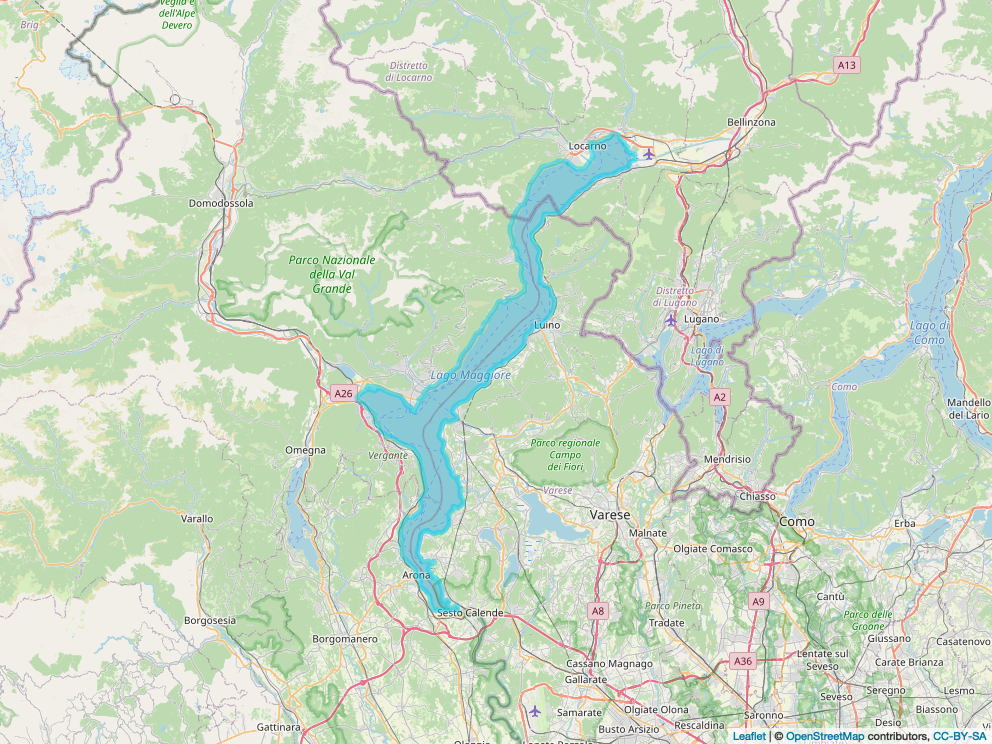 Veglia e
dell'Alpe
Devero
Brig
Distretto
di Locarno
A13
Bellinzona
Locarno
Domodossola
Parco Nazionale
della Val
Grande
Distretto
di Lugano
Lugano
Luino
Lago di
Lugano
Lago di
Como
Lago Maggiore
Como
A26
A2
Mandello
del Lario
Omegna
Vergante
Parco regionale
Campo
dei Fiori
Mendrisio
Varese
Chiasso
Varallo
Varese
Como
Erba
Malnate
Olgiate Comasco
Arona
Cantù
A9
Parco Pineta
Sesto Calende
A8
Parco delle
Groane
Borgosesia
Tradate
Giussano
Borgomanero
Casatenovo
Lentate sul
Seveso
A36
Carate Brianza
Cassano Magnago
Gallarate
Seveso
Seregno
Lesmo
Samarate
Olgiate Olona
Saronno
Biassono
Gattinara
Busto Arsizio
Rescaldina
Desio
Leaflet | © OpenStreetMap contributors, CC-BY-SA